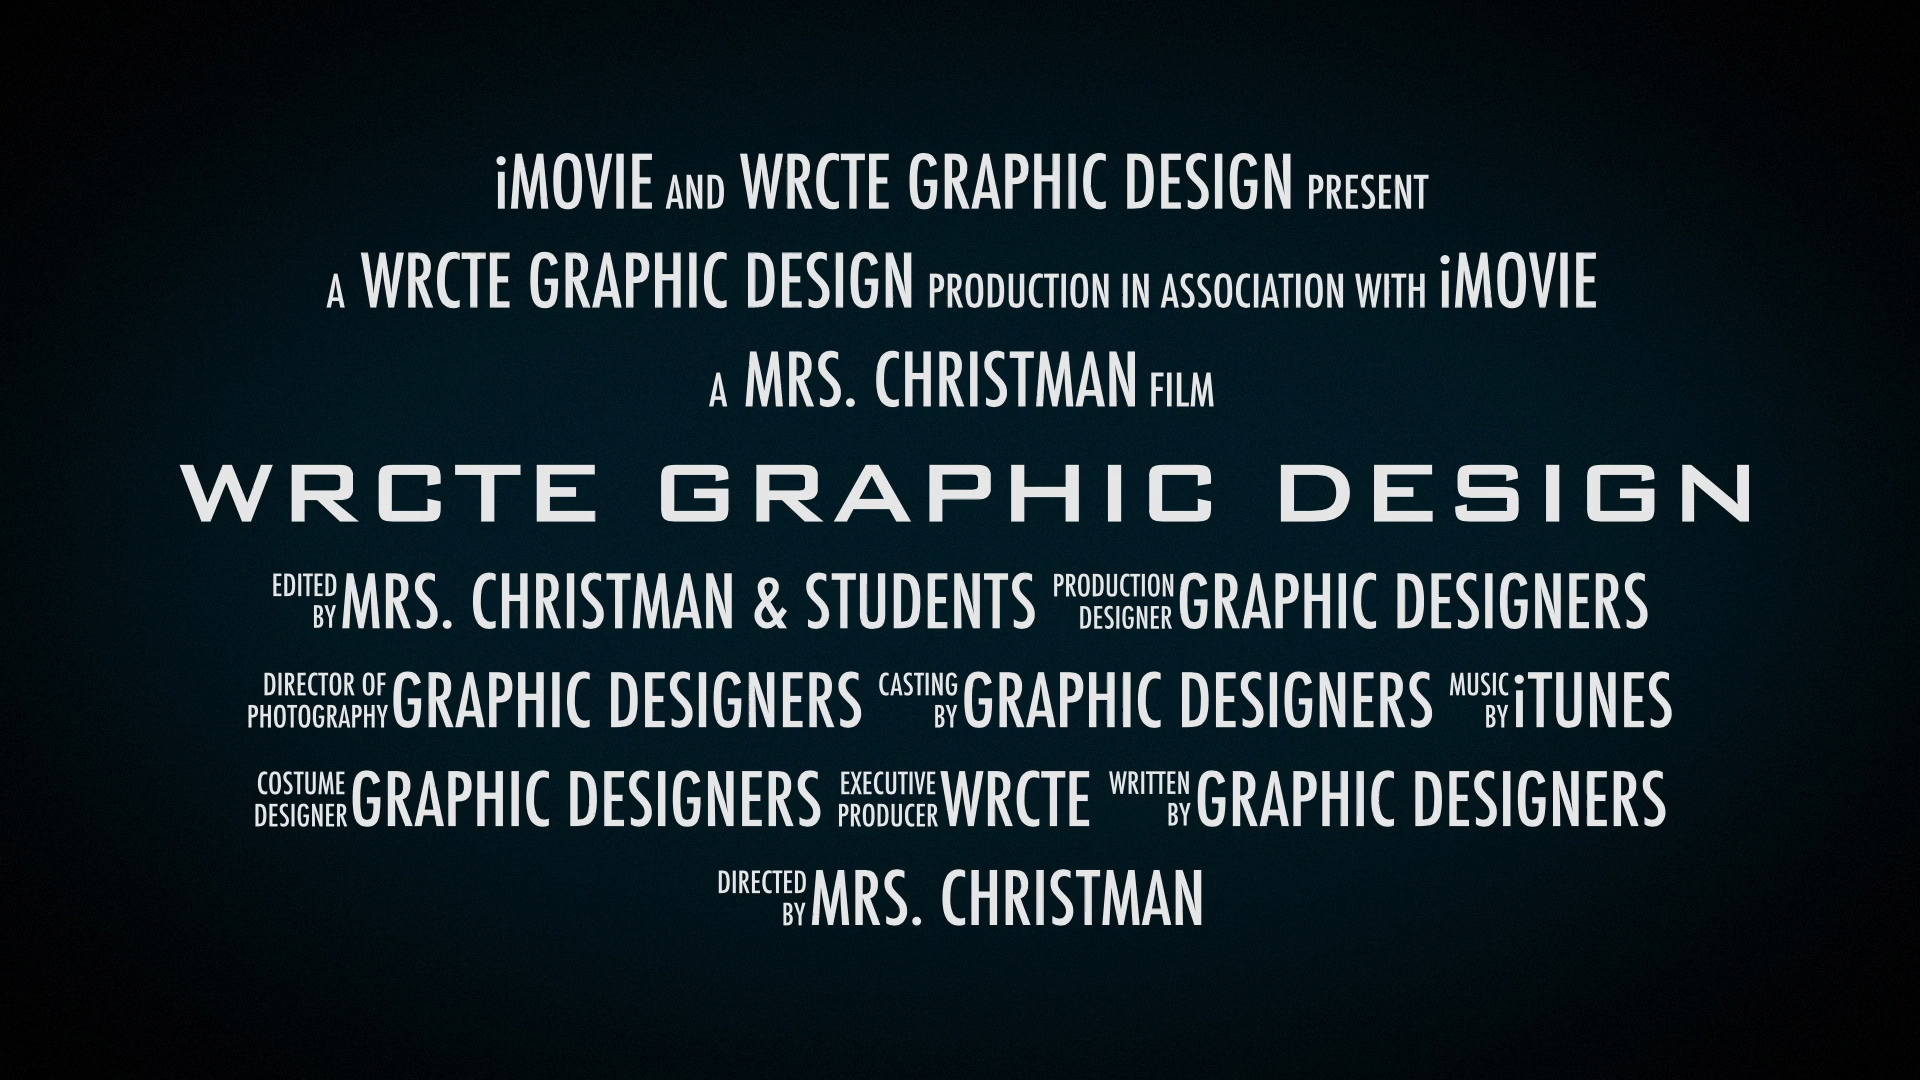 iMOVIE AND WRCTE GRAPHIC DESIGN PRESENT
A WRCTE GRAPHIC DESIGN PRODUCTION IN ASSOCIATION WITH iMOVIE
A MRS. CHRISTMAN FILM
WRCTE GRAPHIC DESIGN
EDITED BY MRS. CHRISTMAN & STUDENTS PRODUCTION DESIGNER GRAPHIC DESIGNERS
DIRECTOR OF PHOTOGRAPHY GRAPHIC DESIGNERS CASTING BY GRAPHIC DESIGNERS MUSIC BY iTUNES
COSTUME DESIGNER GRAPHIC DESIGNERS EXECUTIVE PRODUCER WRCTE WRITTEN BY GRAPHIC DESIGNERS
DIRECTED BY MRS. CHRISTMAN